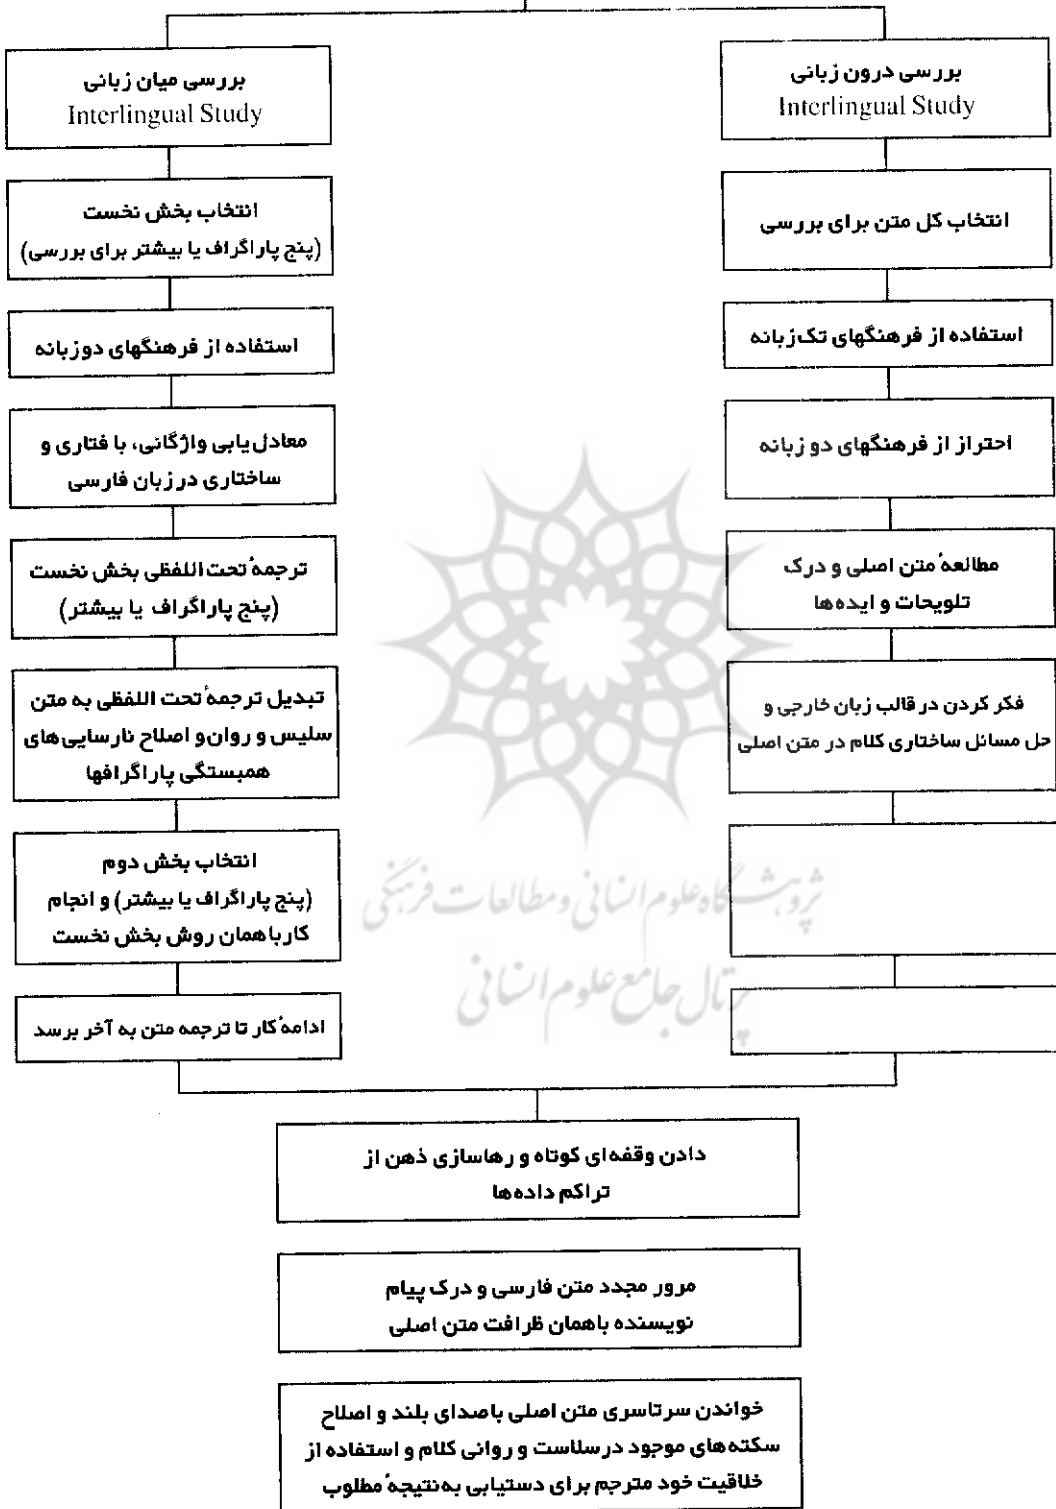 بررسی درون زبانی
Interlingual Study
انتخاب کل متن برای بررسی
استفاده از فرهنگهای تک‌زبانه
احتراز از فرهنگهای دو زبانه
مطالعهٔ متن اصلی و درک
تلویحات و ایده‌ها
فکر کردن در قالب زبان خارجی و
حل مسائل ساختاری کلام در متن اصلی
بررسی میان زبانی
Interlingual Study
انتخاب بخش نخست
(پنج پاراگراف یا بیشتر برای بررسی)
استفاده از فرهنگهای دوزبانه
معادل‌یابی واژگانی، با فتاری و
ساختاری در زبان فارسی
ترجمهٔ تحت اللفظی بخش نخست
(پنج پاراگراف یا بیشتر)
تبدیل ترجمهٔ تحت اللفظی به متن
سلیس و روان و اصلاح نارسایی‌های
همبستگی پاراگرافها
انتخاب بخش دوم
(پنج پاراگراف یا بیشتر) و انجام
کار با همان روش بخش نخست
ادامهٔ کار تا ترجمه متن به آخر برسد
دادن وقفه‌ای کوتاه و رهاسازی ذهن از
تراکم داده‌ها
مرور مجدد متن فارسی و درک پیام
نویسنده با همان ظرافت متن اصلی
خواندن سرتاسری متن اصلی با صدای بلند و اصلاح
سکته‌های موجود در سلاست و روانی کلام و استفاده از
خلاقیت خود مترجم برای دستیابی به نتیجهٔ مطلوب
پژوهشگاه علوم انسانی و مطالعات فرهنگی
پرتال جامع علوم انسانی